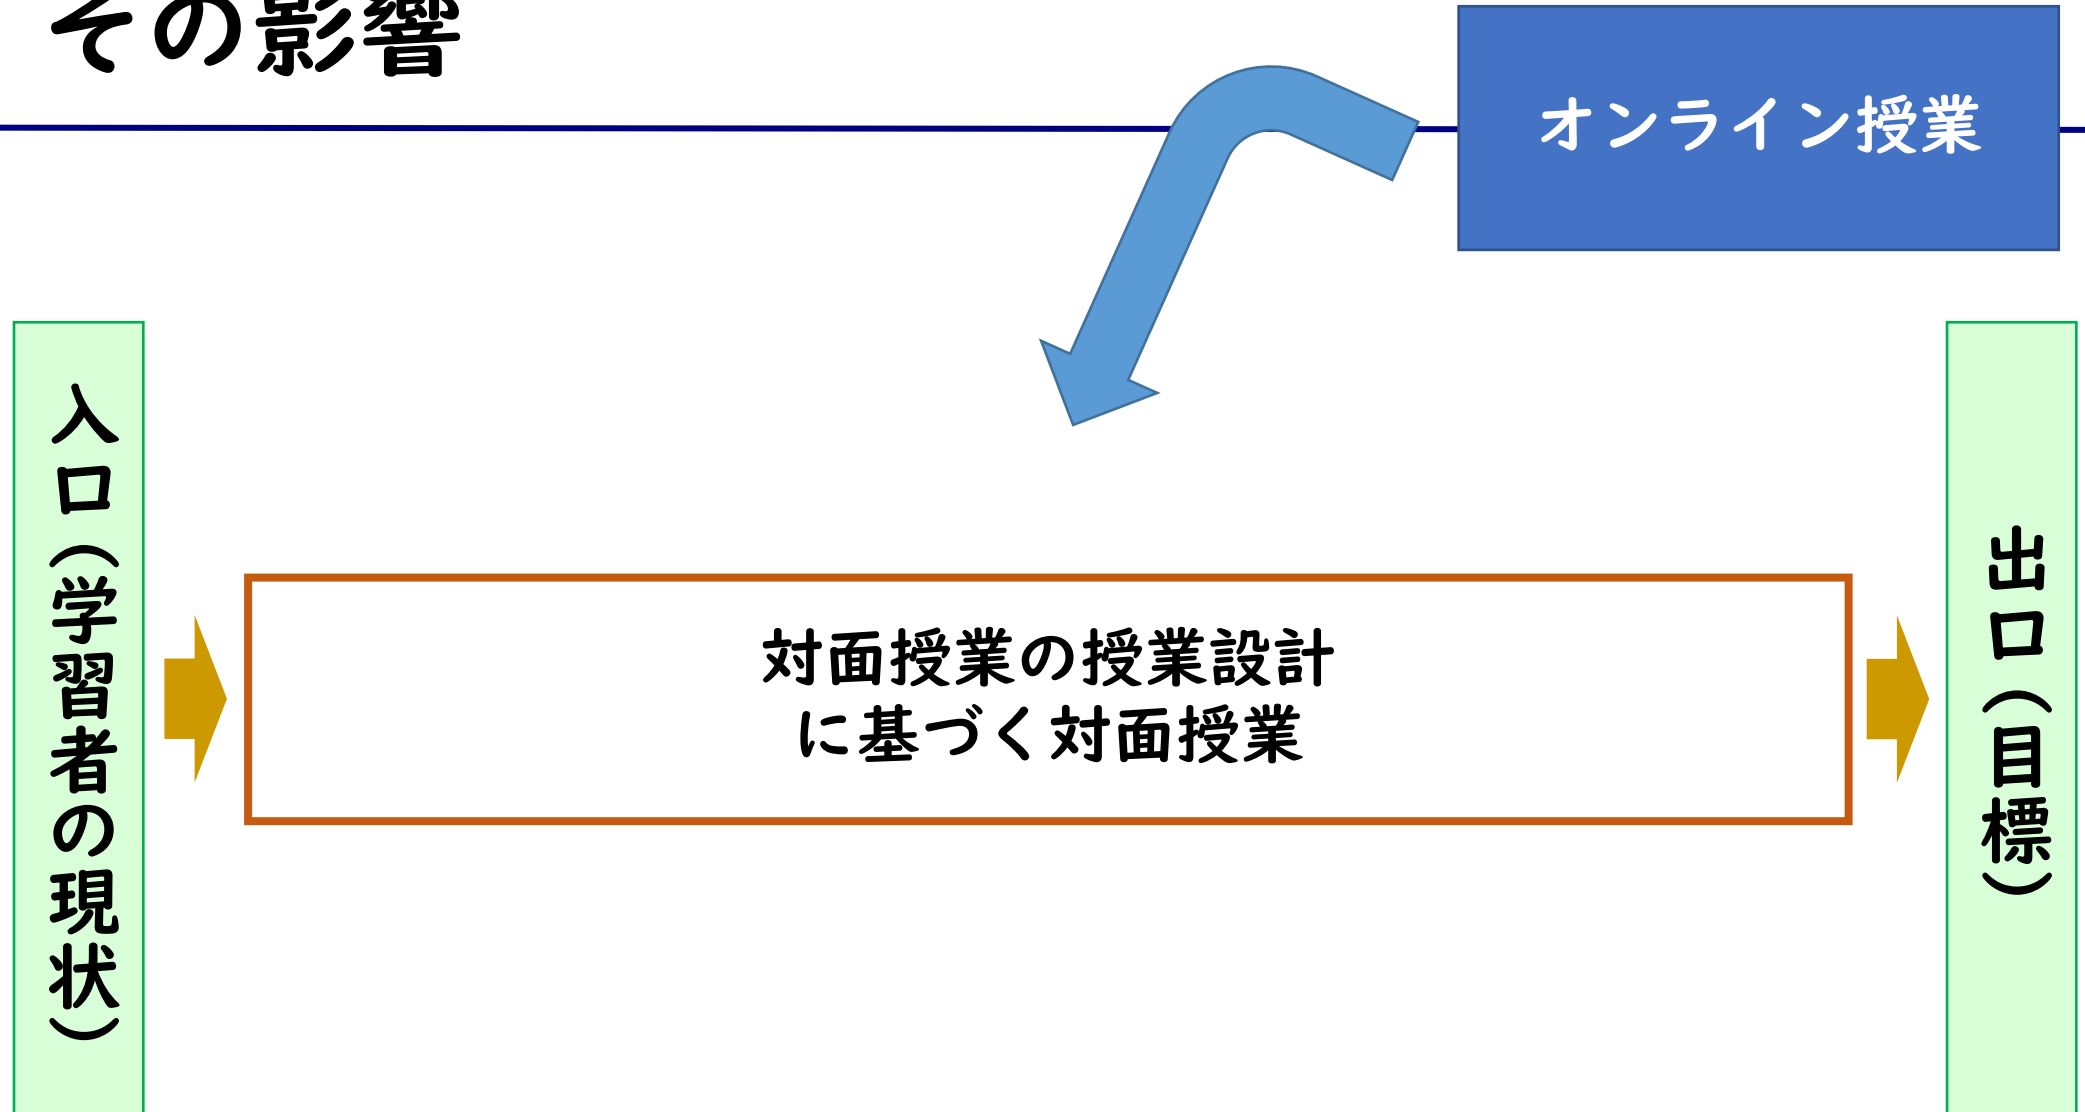 その影響
オンライン授業
入口（学習者の現状）
対面授業の授業設計
に基づく対面授業
出口（目標）